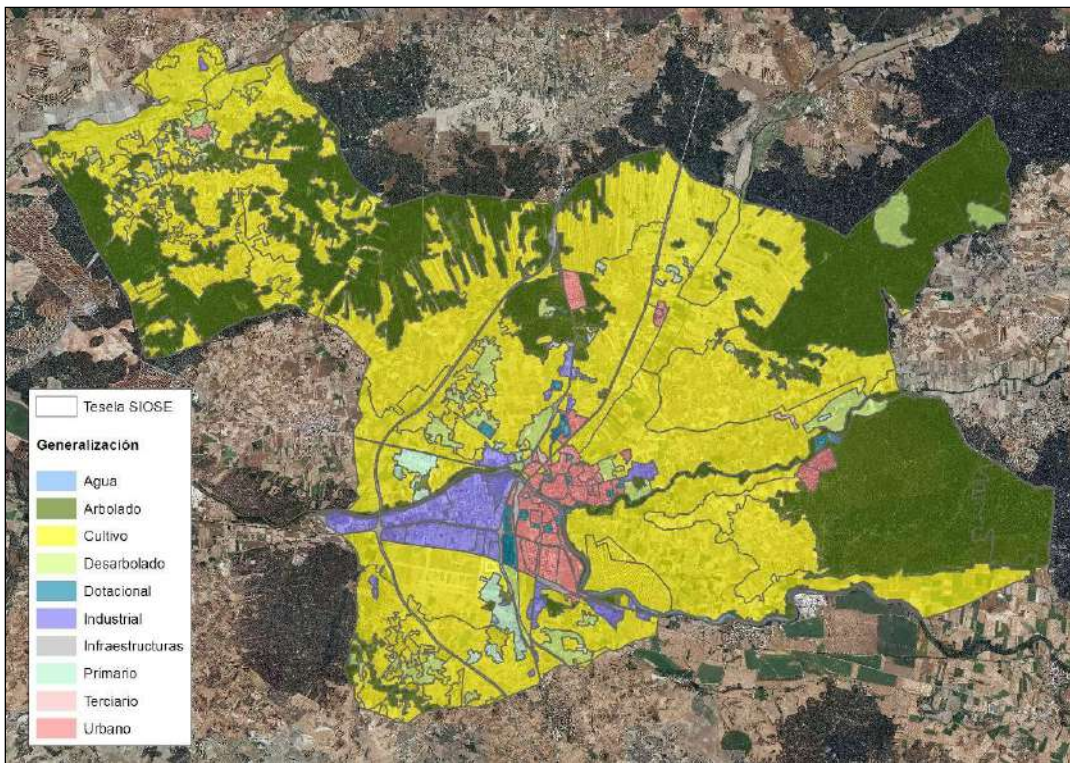 Tesela SIOSE
Generalización
Agua
Arbolado
Cultivo
Desarbolado
Dotacional
Industrial
Infraestructuras
Primario
Terciario
Urbano